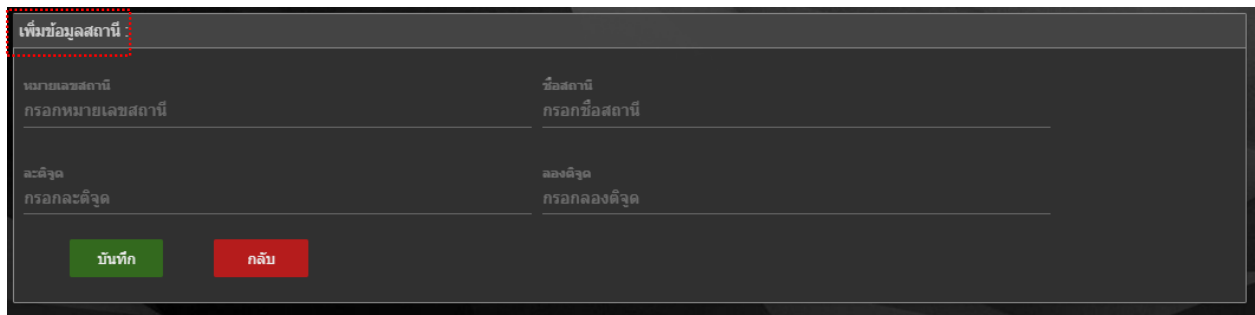 เพิ่มข้อมูลสถานี :
หมายเลขสถานี
ชื่อสถานี
กรอกหมายเลขสถานี
กรอกชื่อสถานี
ละติจูด
ลองติจูด
กรอกละติจูด
กรอกลองติจูด
บันทึก
กลับ